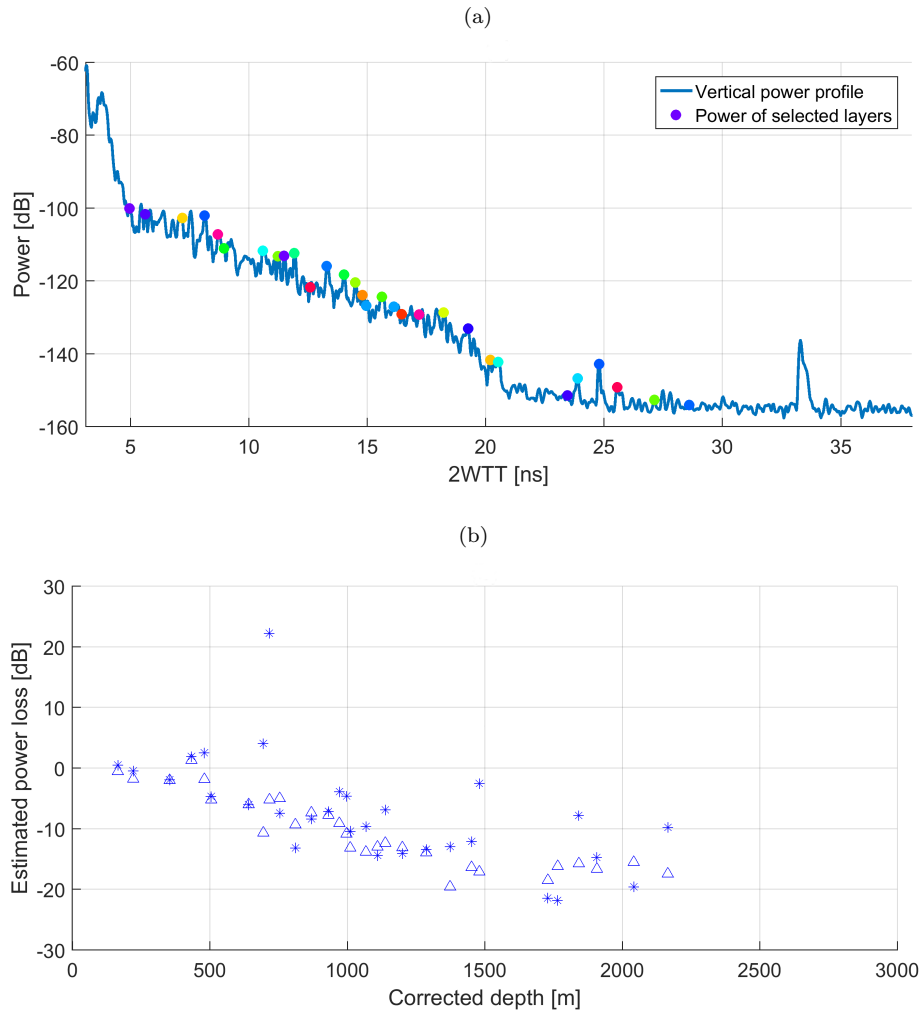 (a)
-60
-80
-100
-120
-140
-160
Power [dB]
Vertical power profile
Power of selected layers
5 10 15 20 25 30 35
2WTT [ns]
(b)
30
20
10
0
-10
-20
-30
Estimated power loss [dB]
0 500 1000 1500 2000 2500 3000
Corrected depth [m]